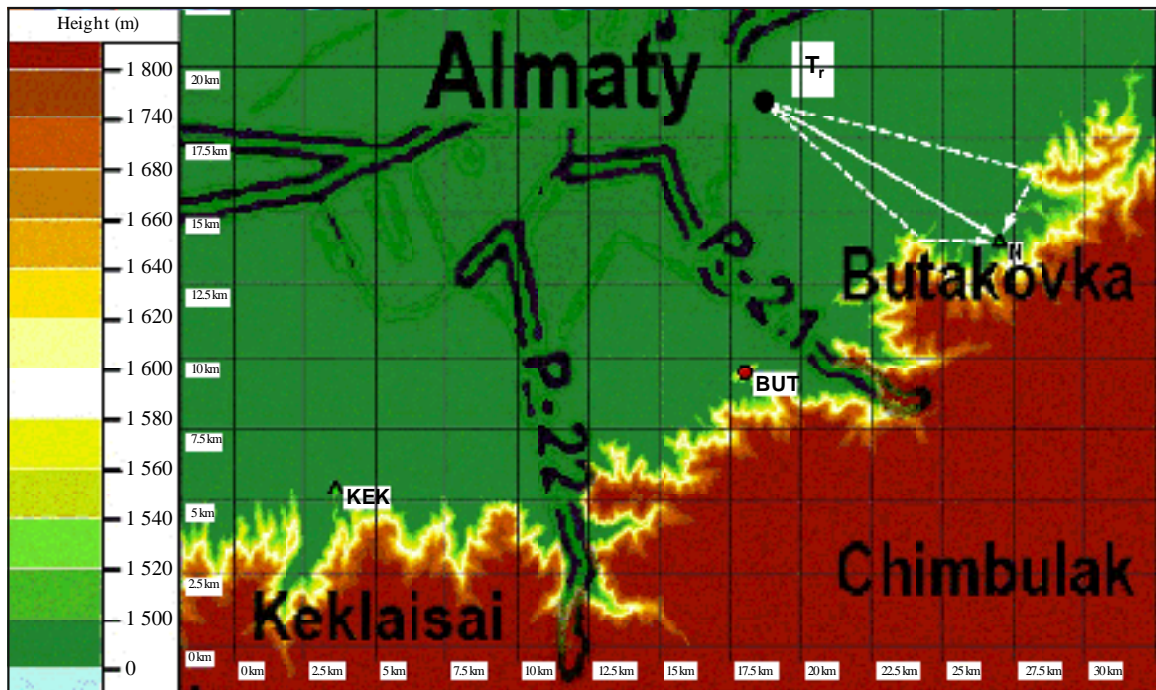 Height (m)
1 800
1 740
1 680
1 660
1 640
1 620
1 600
1 580
1 560
1 540
1 520
1 500
0
Almaty
Tr
20 km
17.5 km
15 km
12.5 km
10 km
7.5 km
5 km
2.5 km
0 km
P.21
N
Butakovka
BUT
P.22
KEK
Chimbulak
Keklaisai
0 km
2.5 km
5 km
7.5 km
10 km
12.5 km
15 km
17.5 km
20 km
22.5 km
25 km
27.5 km
30 km